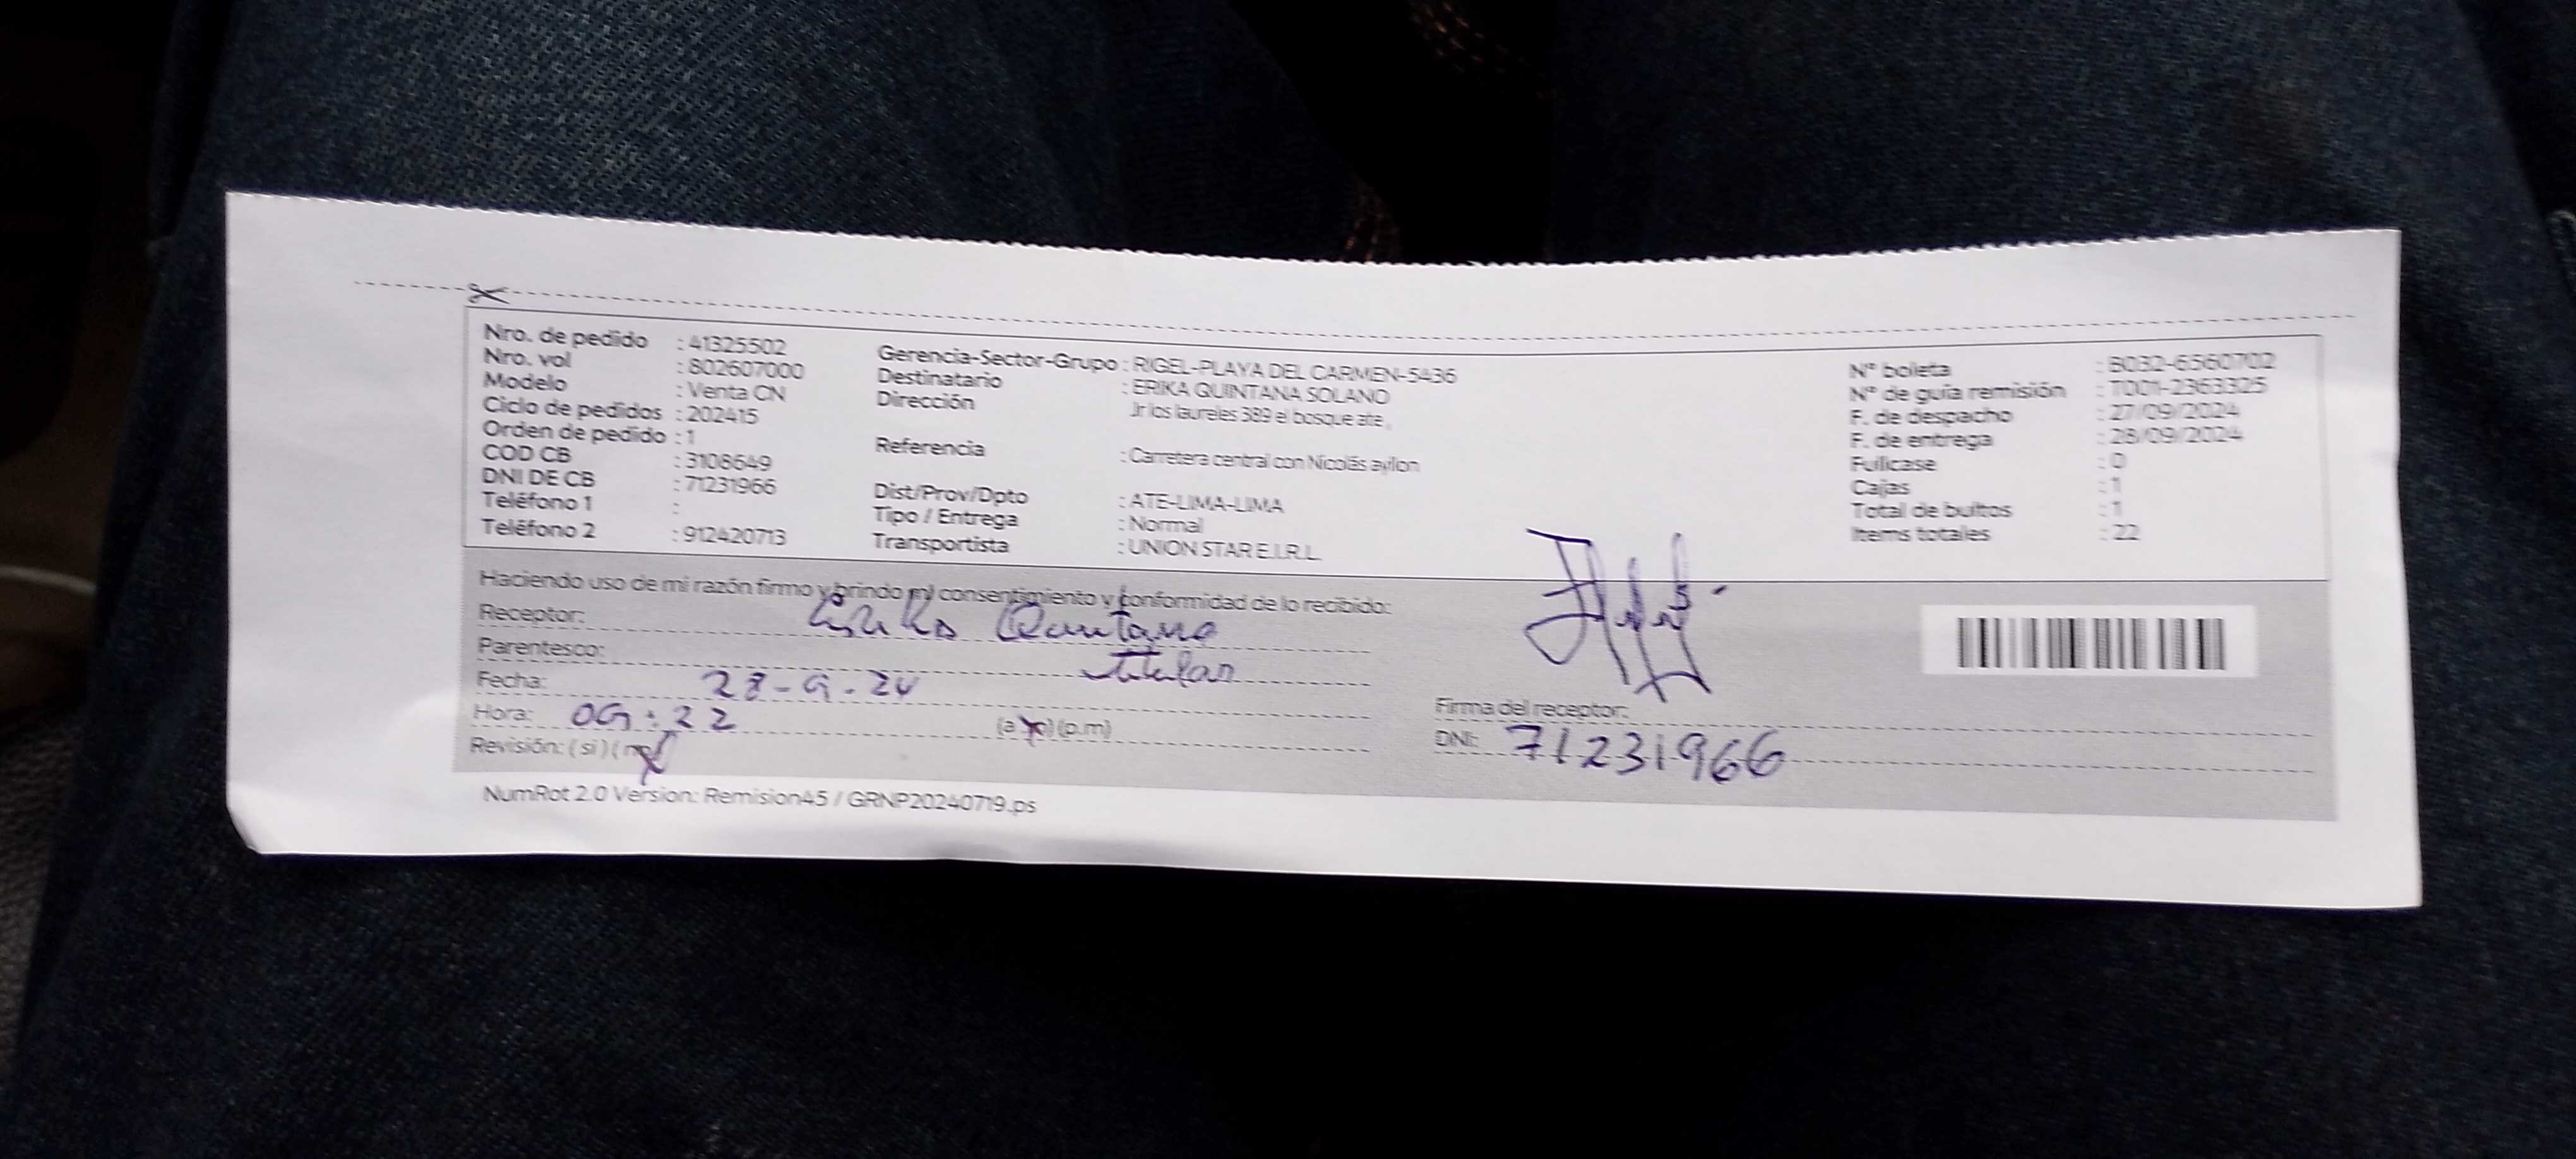 Nro. de pedido : 41325502
Nro. vol : 802607000
Modelo : Venta CN
Ciclo de pedidos : 202415
Orden de pedido : 1
COD CB : 3108649
DNI DE CB : 71231966
Teléfono 1 :
Teléfono 2 : 912420713
Gerencia-Sector-Grupo : RIGEL-PLAYA DEL CARMEN-5436
Destinatario : ERIKA QUINTANA SOLANO
Dirección Jr los laureles 389 el bosque ate ,
Referencia : Carretera central con Nicolás ayllon
Dist/Prov/Dpto : ATE-LIMA-LIMA
Tipo / Entrega : Normal
Transportista : UNION STAR E.I.R.L.
N° boleta : B032-6560702
N° de guía remisión : T001-2363325
F. de despacho : 27/09/2024
F. de entrega : 28/09/2024
Fullcase : 0
Cajas : 1
Total de bultos : 1
Items totales : 22
Haciendo uso de mi razón firmo y brindo mi consentimiento y conformidad de lo recibido:
Receptor: Erika Quintana
Parentesco: titular
Fecha: 28-9-24
Hora: 09:22 (a.m) (p.m)
Revisión: ( si ) ( no )
Firma del receptor:
DNI: 71231966
NumRot 2.0 Version: Remision45 / GRNP20240719.ps